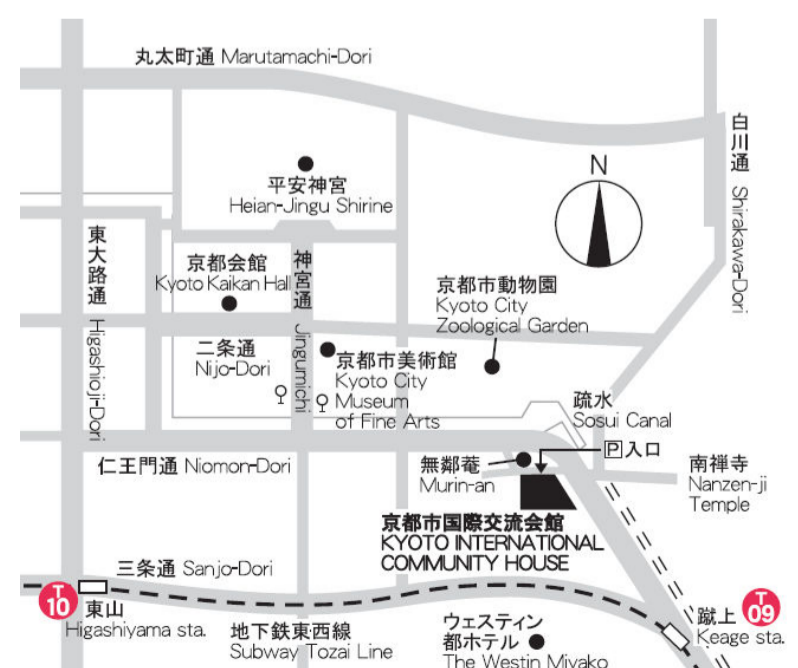 丸太町通 Marutamachi-Dori
白川通 Shirakawa-Dori
N
平安神宮
Heian-Jingu Shirine
東大路通 Higashioji-Dori
京都会館
Kyoto Kaikan Hall
神宮通 Jingumichi
京都市動物園
Kyoto City
Zoological Garden
二条通
Nijo-Dori
京都市美術館
Kyoto City
Museum
of Fine Arts
疏水
Sosui Canal
P入口
仁王門通 Niomon-Dori
無鄰菴
Murin-an
南禅寺
Nanzen-ji
Temple
京都市国際交流会館
KYOTO INTERNATIONAL
COMMUNITY HOUSE
三条通 Sanjo-Dori
T
10
東山
Higashiyama sta.
地下鉄東西線
Subway Tozai Line
ウェスティン
都ホテル
The Westin Miyako
T
09
蹴上
Keage sta.